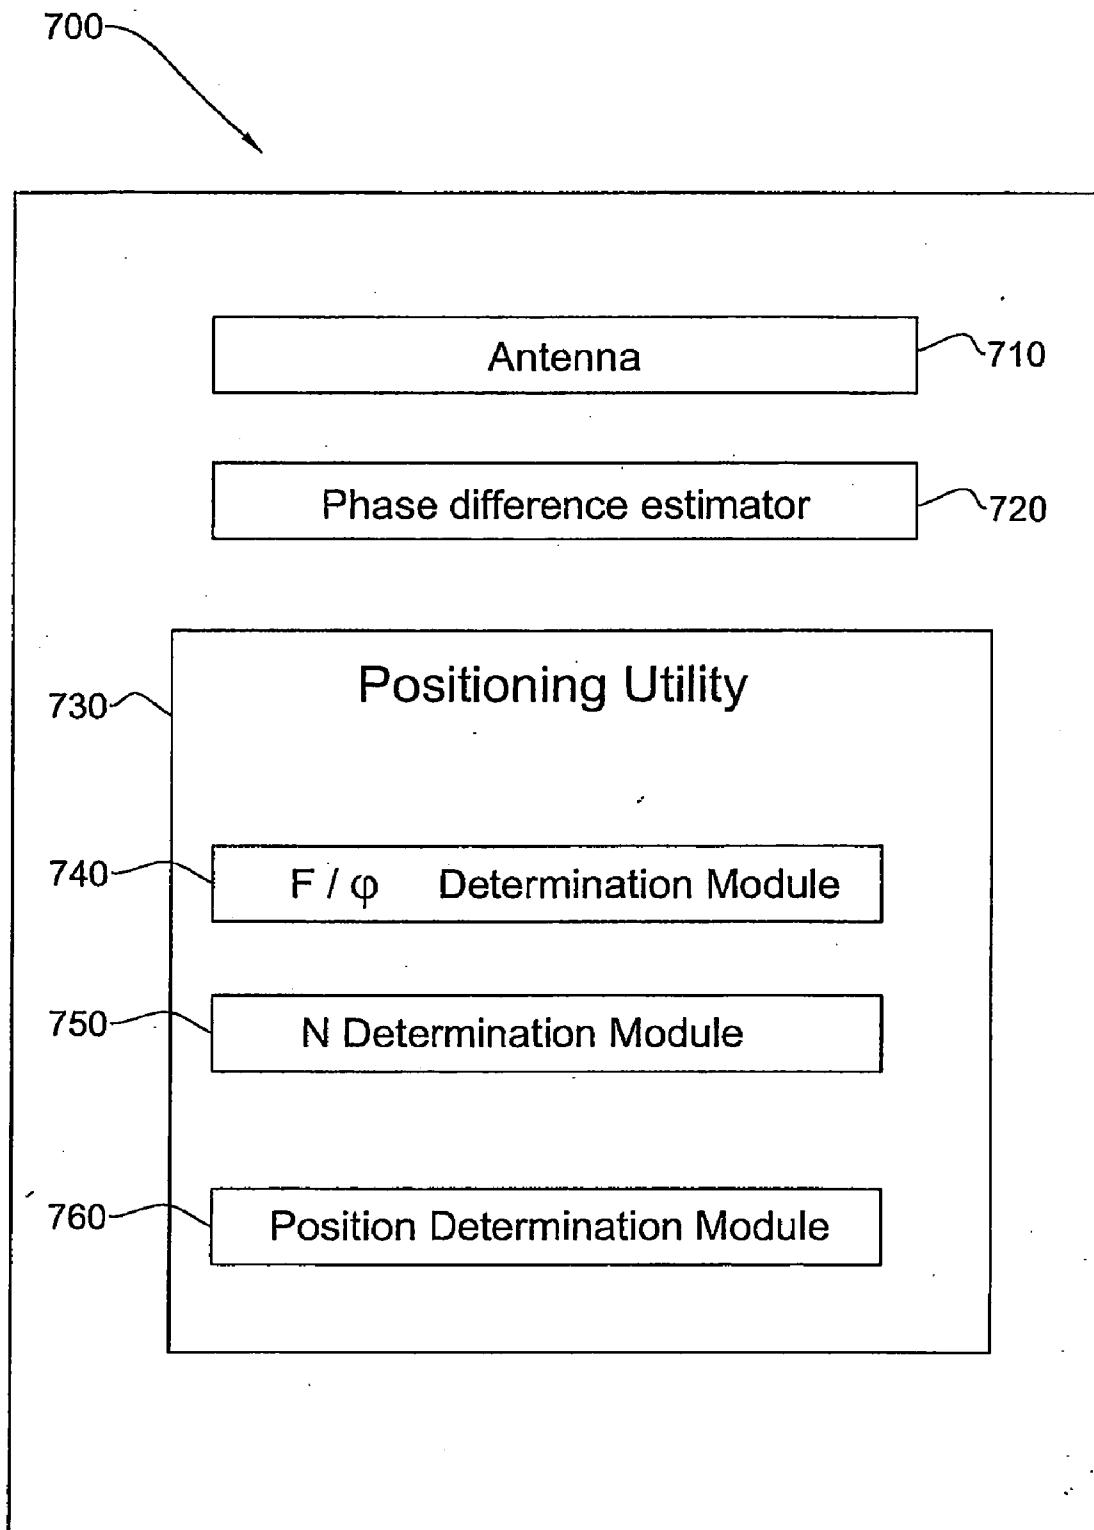 700
Antenna
710
Phase difference estimator
720
730
Positioning Utility
740
F / φ Determination Module
750
N Determination Module
760
Position Determination Module